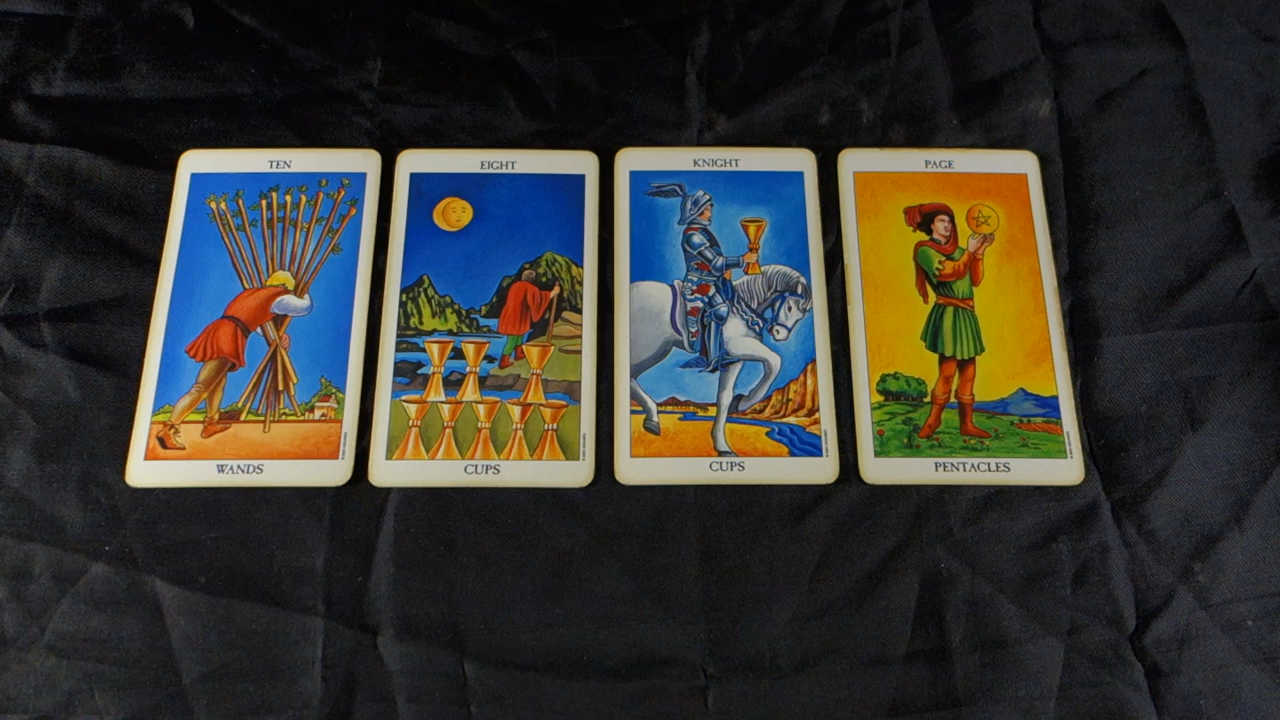 TEN
WANDS
EIGHT
CUPS
KNIGHT
CUPS
PAGE
PENTACLES